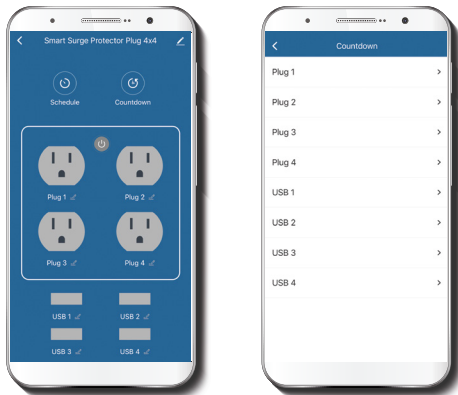 Smart Surge Protector Plug 4x4
Schedule Countdown
Plug 1 Plug 2
Plug 3 Plug 4
USB 1 USB 2
USB 3 USB 4
Countdown
Plug 1
Plug 2
Plug 3
Plug 4
USB 1
USB 2
USB 3
USB 4